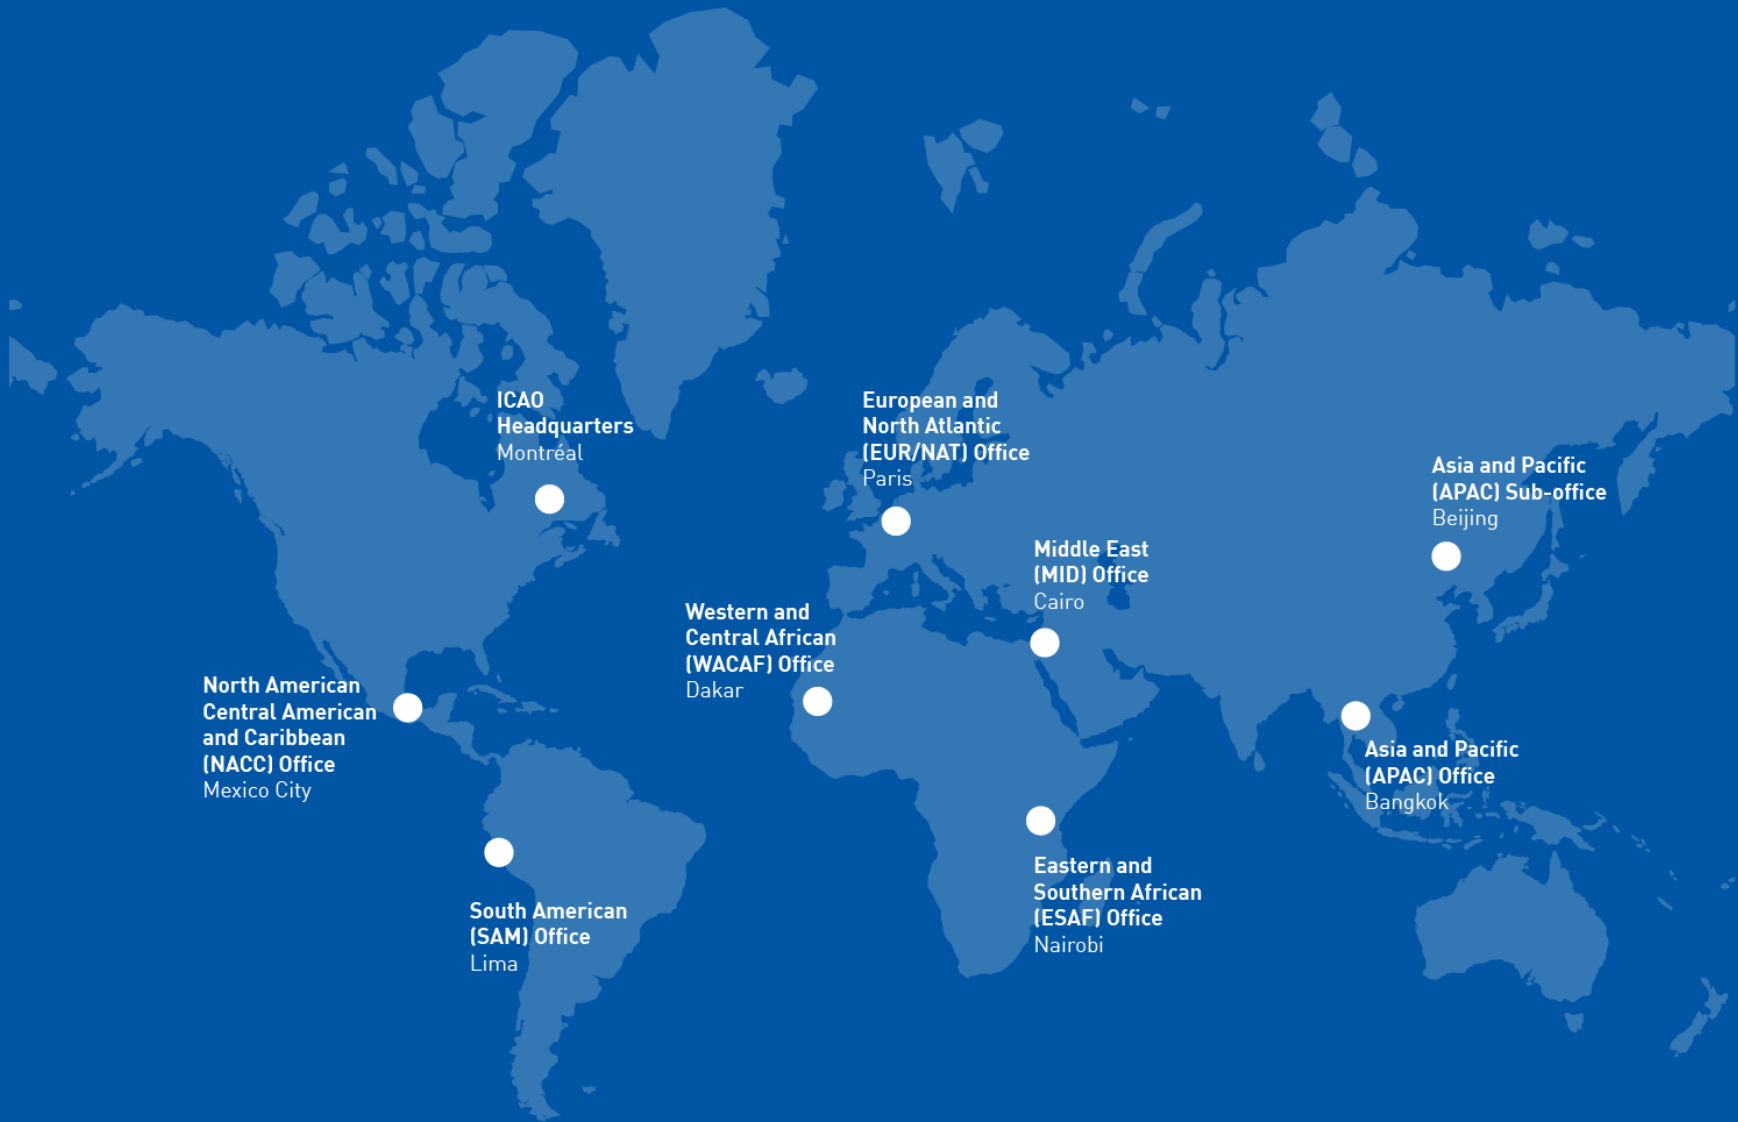 ICAO
Headquarters
Montréal
European and
North Atlantic
(EUR/NAT) Office
Paris
Asia and Pacific
(APAC) Sub-office
Beijing
Middle East
(MID) Office
Cairo
Western and
Central African
(WACAF) Office
Dakar
North American
Central American
and Caribbean
(NACC) Office
Mexico City
Asia and Pacific
(APAC) Office
Bangkok
Eastern and
Southern African
(ESAF) Office
Nairobi
South American
(SAM) Office
Lima